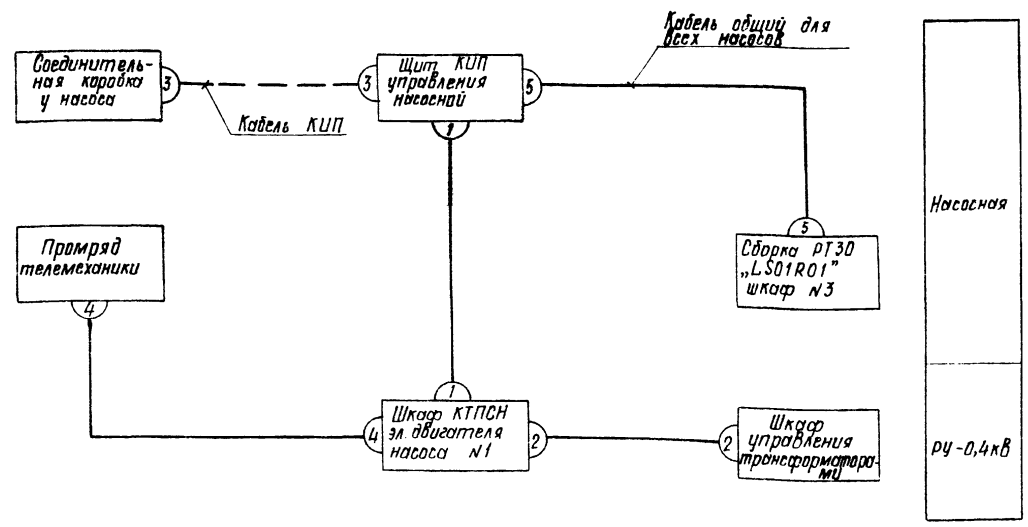 Соединитель-
ная коробка
у насоса
3
Кабель КИП
3
Щит КИП
управления
насосной
5
1
Кабель общий для
всех насосов
5
Сборка РТЗО
„LS01R01”
шкаф N3
Промряд
телемеханики
4
1
4
Шкаф КТПСН
эл. двигателя
насоса N1
2
2
Шкаф
управления
трансформатора-
ми
Насосная
РУ-0,4кВ